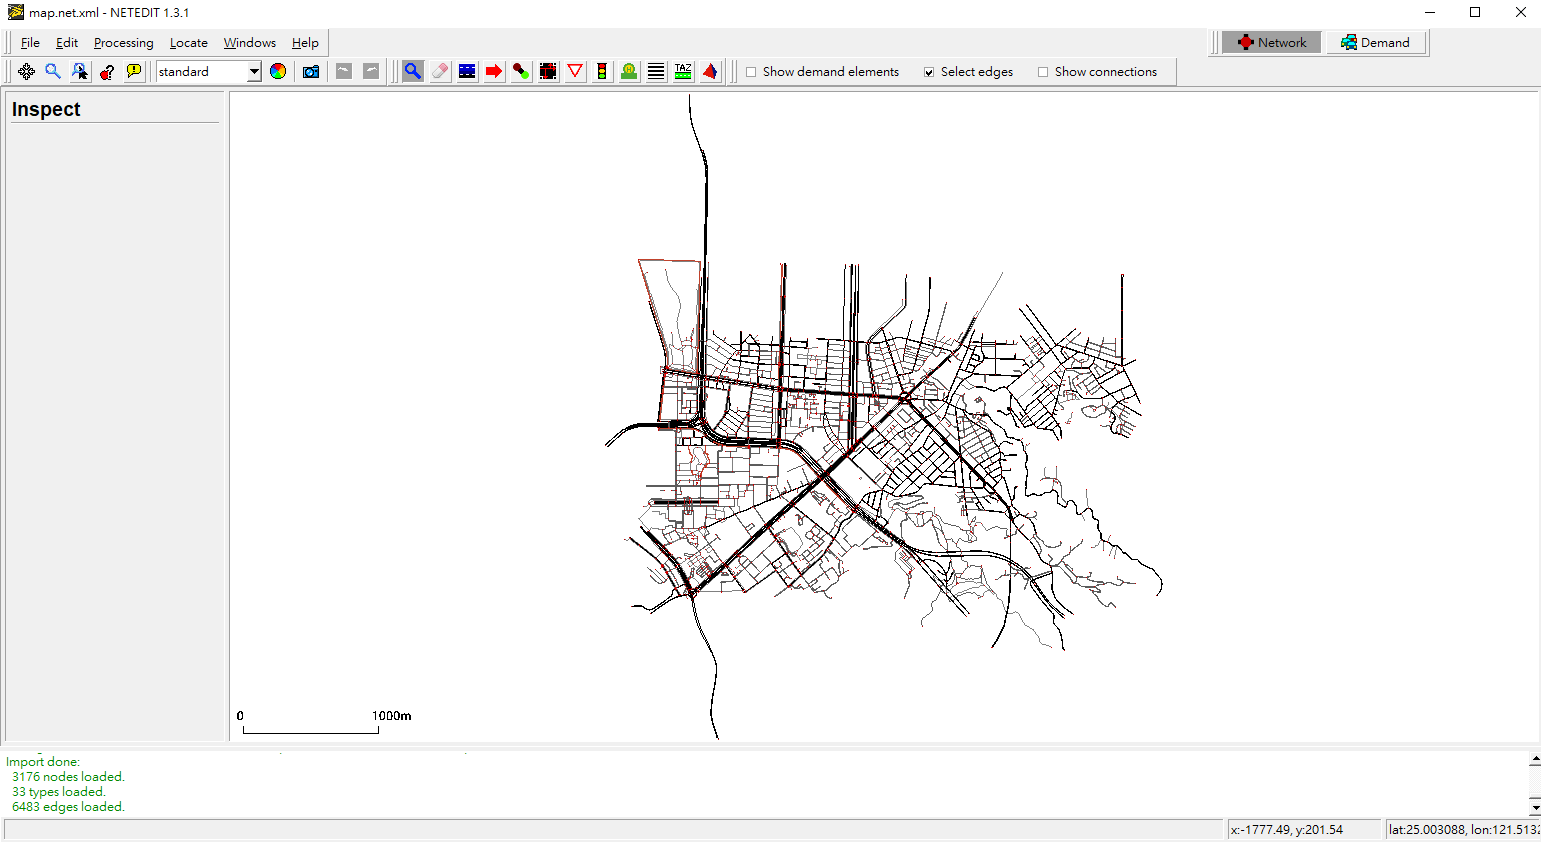 map.net.xml - NETEDIT 1.3.1
File Edit Processing Locate Windows Help
Network Demand
standard
TAZ
Show demand elements Select edges Show connections
Inspect
0 1000m
Import done:
3176 nodes loaded.
33 types loaded.
6483 edges loaded.
x:-1777.49, y:201.54
lat:25.003088, lon:121.5132